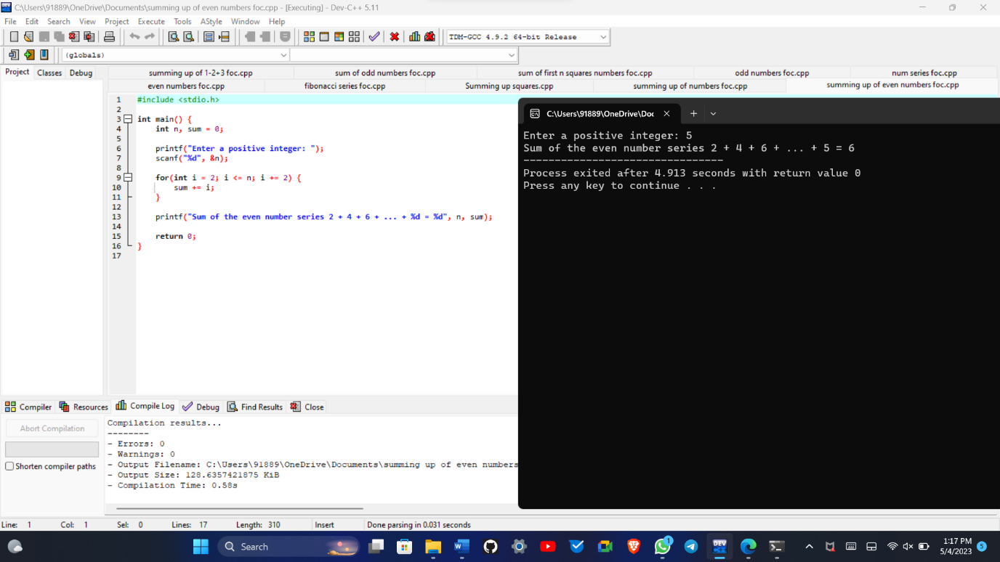 C:\Users\91889\OneDrive\Documents\summing up of even numbers foc.cpp - [Executing] - Dev-C++ 5.11
File Edit Search View Project Execute Tools AStyle Window Help
TDM-GCC 4.9.2 64-bit Release
(globals)
Project Classes Debug
summing up of 1-2+3 foc.cpp sum of odd numbers foc.cpp sum of first n squares numbers foc.cpp odd numbers foc.cpp num series foc.cpp
even numbers foc.cpp fibonacci series foc.cpp Summing up squares.cpp summing up of numbers foc.cpp summing up of even numbers foc.cpp
1 #include <stdio.h>
2
3 int main() {
4 int n, sum = 0;
5
6 printf("Enter a positive integer: ");
7 scanf("%d", &n);
8
9 for(int i = 2; i <= n; i += 2) {
10 sum += i;
11 }
12
13 printf("Sum of the even number series 2 + 4 + 6 + ... + %d = %d", n, sum);
14
15 return 0;
16 }
17
C:\Users\91889\OneDrive\Doc
Enter a positive integer: 5
Sum of the even number series 2 + 4 + 6 + ... + 5 = 6
--------------------------------
Process exited after 4.913 seconds with return value 0
Press any key to continue . . .
Compiler Resources Compile Log Debug Find Results Close
Abort Compilation
Shorten compiler paths
Compilation results...
--------
- Errors: 0
- Warnings: 0
- Output Filename: C:\Users\91889\OneDrive\Documents\summing up of even numbers
- Output Size: 128.6357421875 KiB
- Compilation Time: 0.58s
Line: 1 Col: 1 Sel: 0 Lines: 17 Length: 310 Insert Done parsing in 0.031 seconds
Search
W
DEV
1
1:17 PM
5/4/2023
5